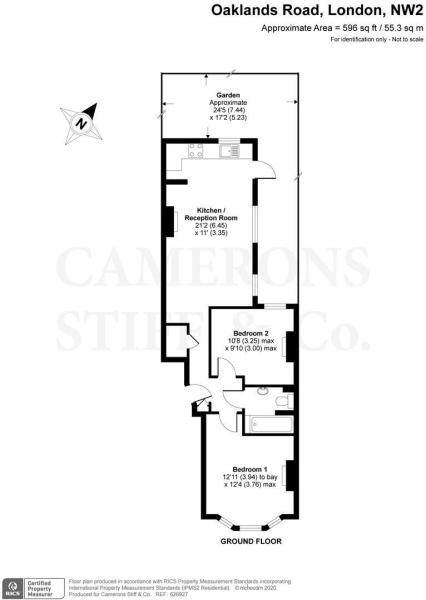 Oaklands Road, London, NW2
Approximate Area = 596 sq ft / 55.3 sq m
For identification only - Not to scale
N
Garden
Approximate
24'5 (7.44)
x 17'2 (5.23)
Kitchen /
Reception Room
21'2 (6.45)
x 11' (3.35)
CAMERONS
STIFF & Co.
Bedroom 2
10'8 (3.25) max
x 9'10 (3.00) max
Bedroom 1
12'11 (3.94) to bay
x 12'4 (3.76) max
GROUND FLOOR
RICS
Certified
Property
Measurer
Floor plan produced in accordance with RICS Property Measurement Standards incorporating
International Property Measurement Standards (IPMS2 Residential). © nichecom 2020.
Produced for Camerons Stiff & Co. REF: 626927